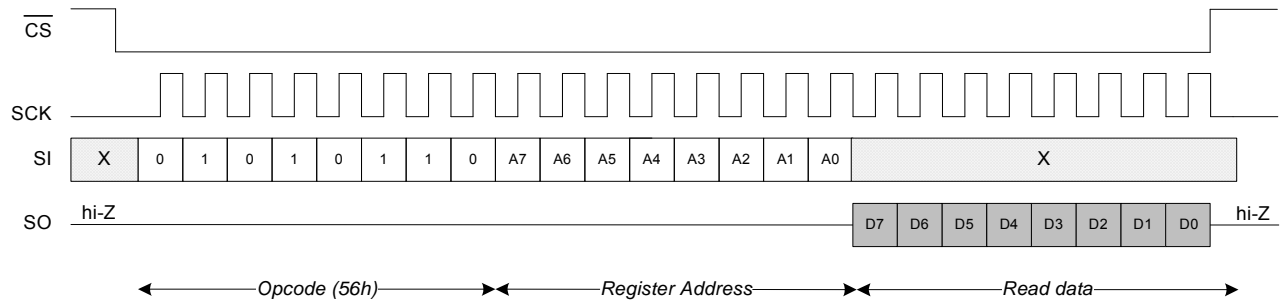 CS
SCK
SI X 0 1 0 1 0 1 1 0 A7 A6 A5 A4 A3 A2 A1 A0 X
SO hi-Z D7 D6 D5 D4 D3 D2 D1 D0 hi-Z
Opcode (56h) Register Address Read data